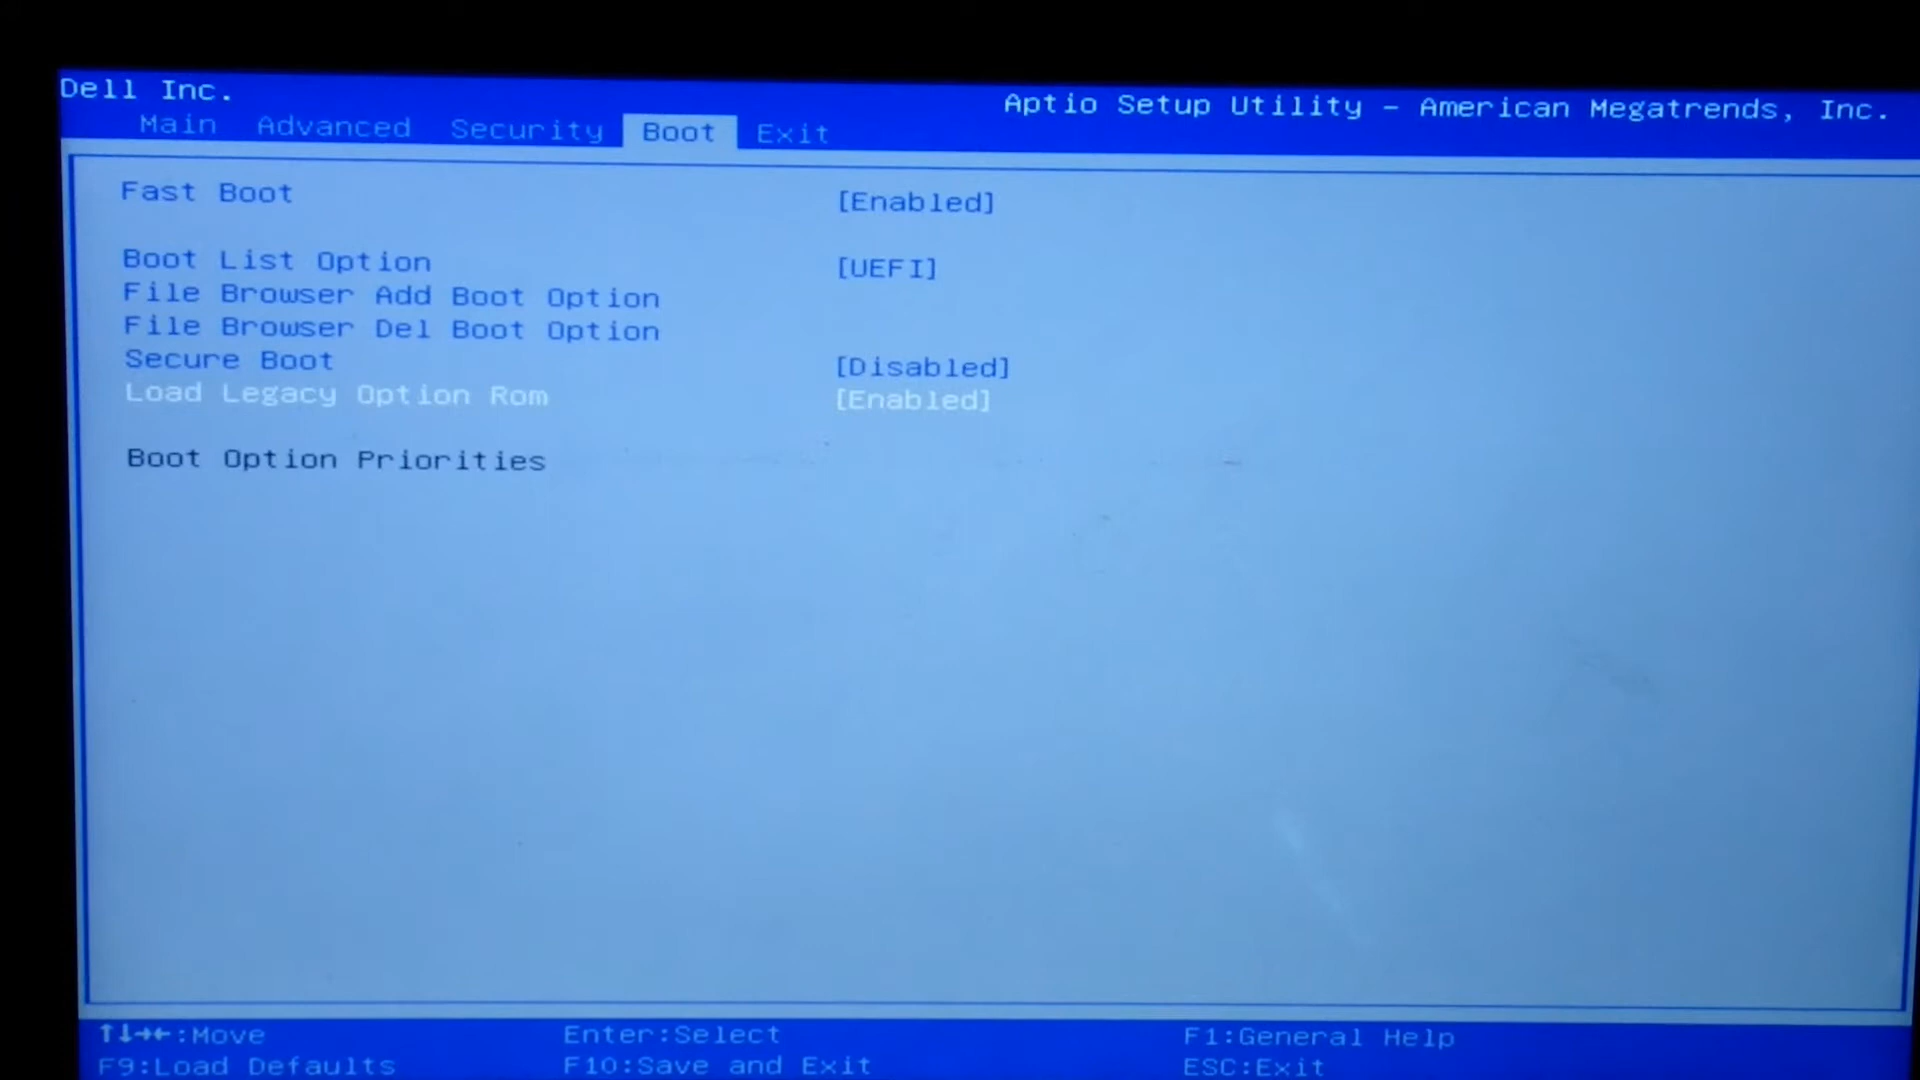 Dell Inc.
Aptio Setup Utility – American Megatrends, Inc.
Main Advanced Security Boot Exit
Fast Boot [Enabled]
Boot List Option [UEFI]
File Browser Add Boot Option
File Browser Del Boot Option
Secure Boot [Disabled]
Load Legacy Option Rom [Enabled]
Boot Option Priorities
↑↓→←:Move Enter:Select F1:General Help
F9:Load Defaults F10:Save and Exit ESC:Exit